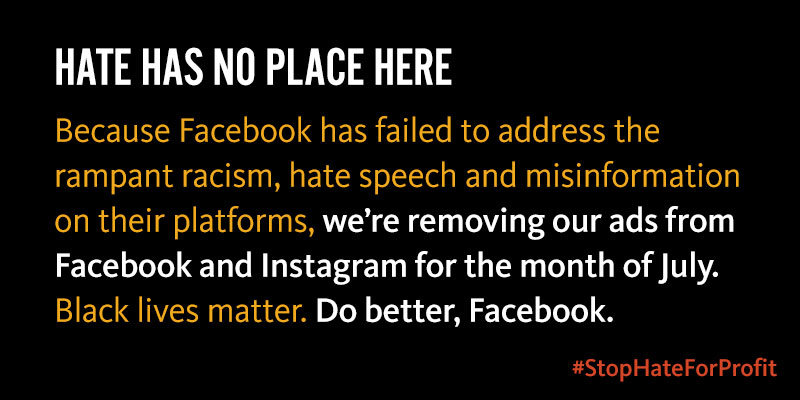 HATE HAS NO PLACE HERE
Because Facebook has failed to address the
rampant racism, hate speech and misinformation
on their platforms, we’re removing our ads from
Facebook and Instagram for the month of July.
Black lives matter. Do better, Facebook.
#StopHateForProfit